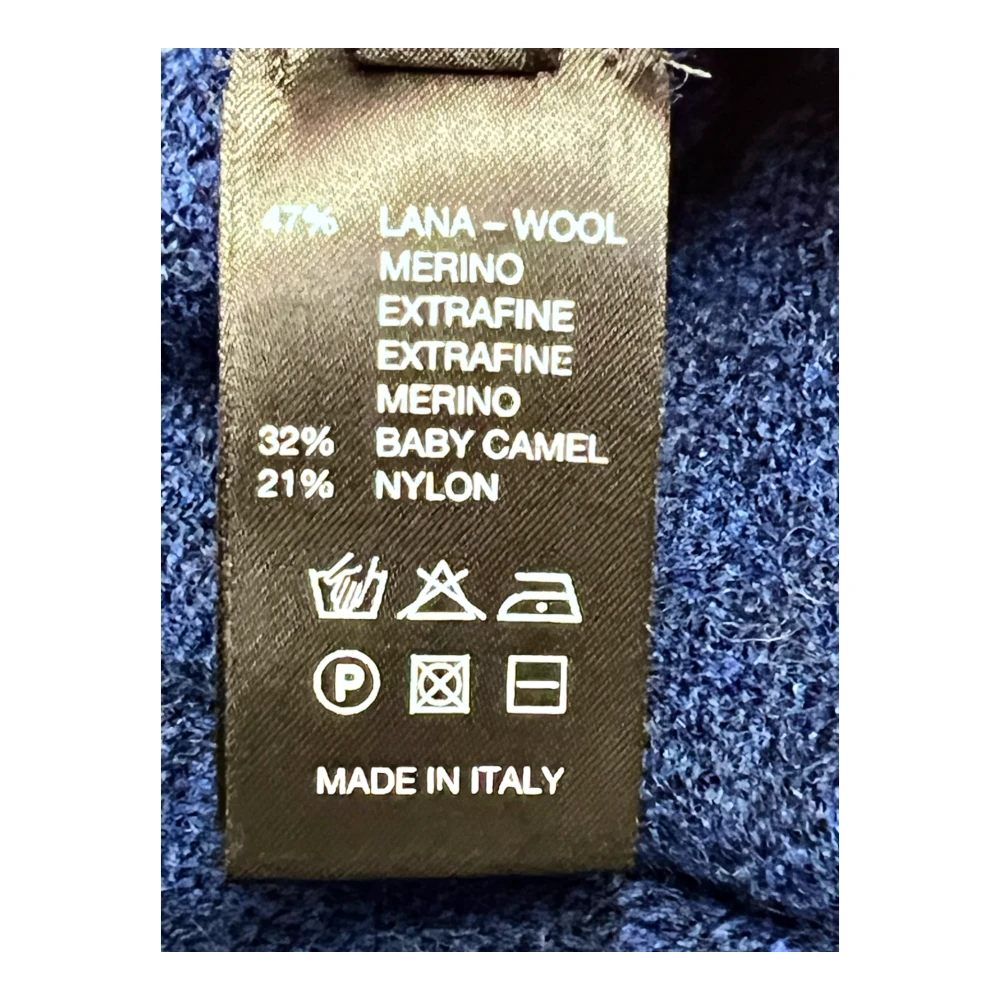 47% LANA – WOOL
MERINO
EXTRAFINE
EXTRAFINE
MERINO
32% BABY CAMEL
21% NYLON
P
MADE IN ITALY